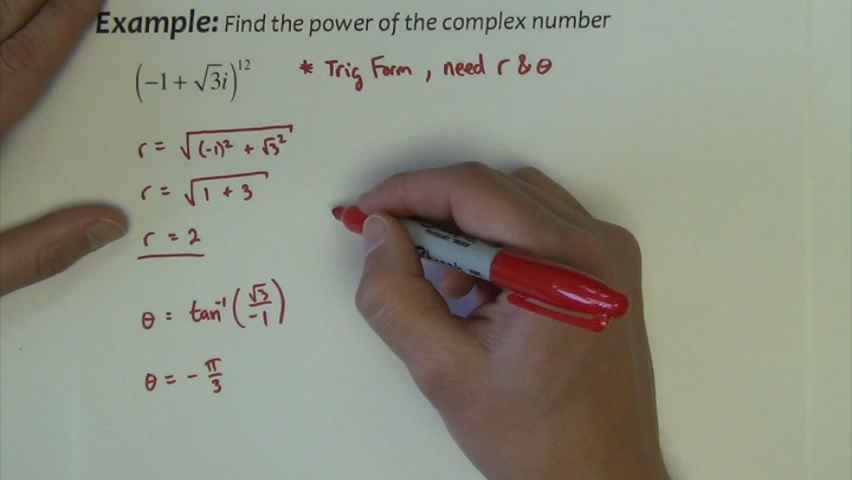 Example: Find the power of the complex number
(-1 + √3i)^12 * Trig Form, need r & θ
r = √((-1)² + √3²)
r = √(1 + 3)
r = 2
θ = tan⁻¹(√3/-1)
θ = -π/3